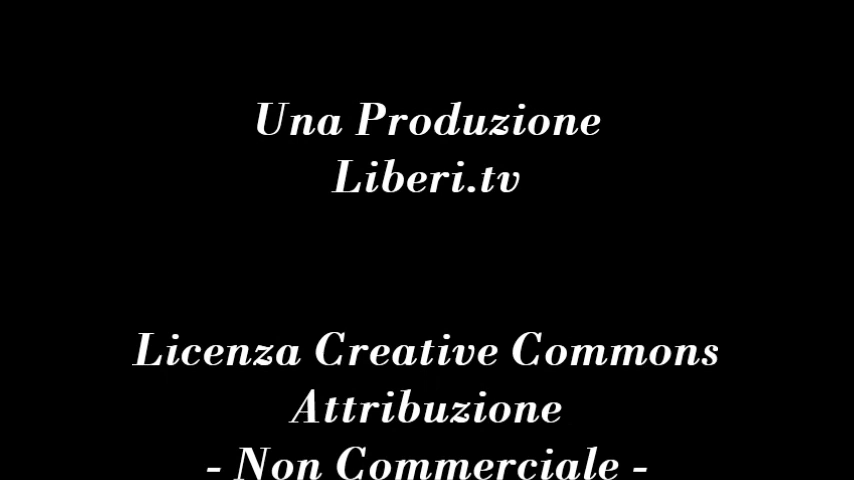 Una Produzione
Liberi.tv
Licenza Creative Commons
Attribuzione
- Non Commerciale -